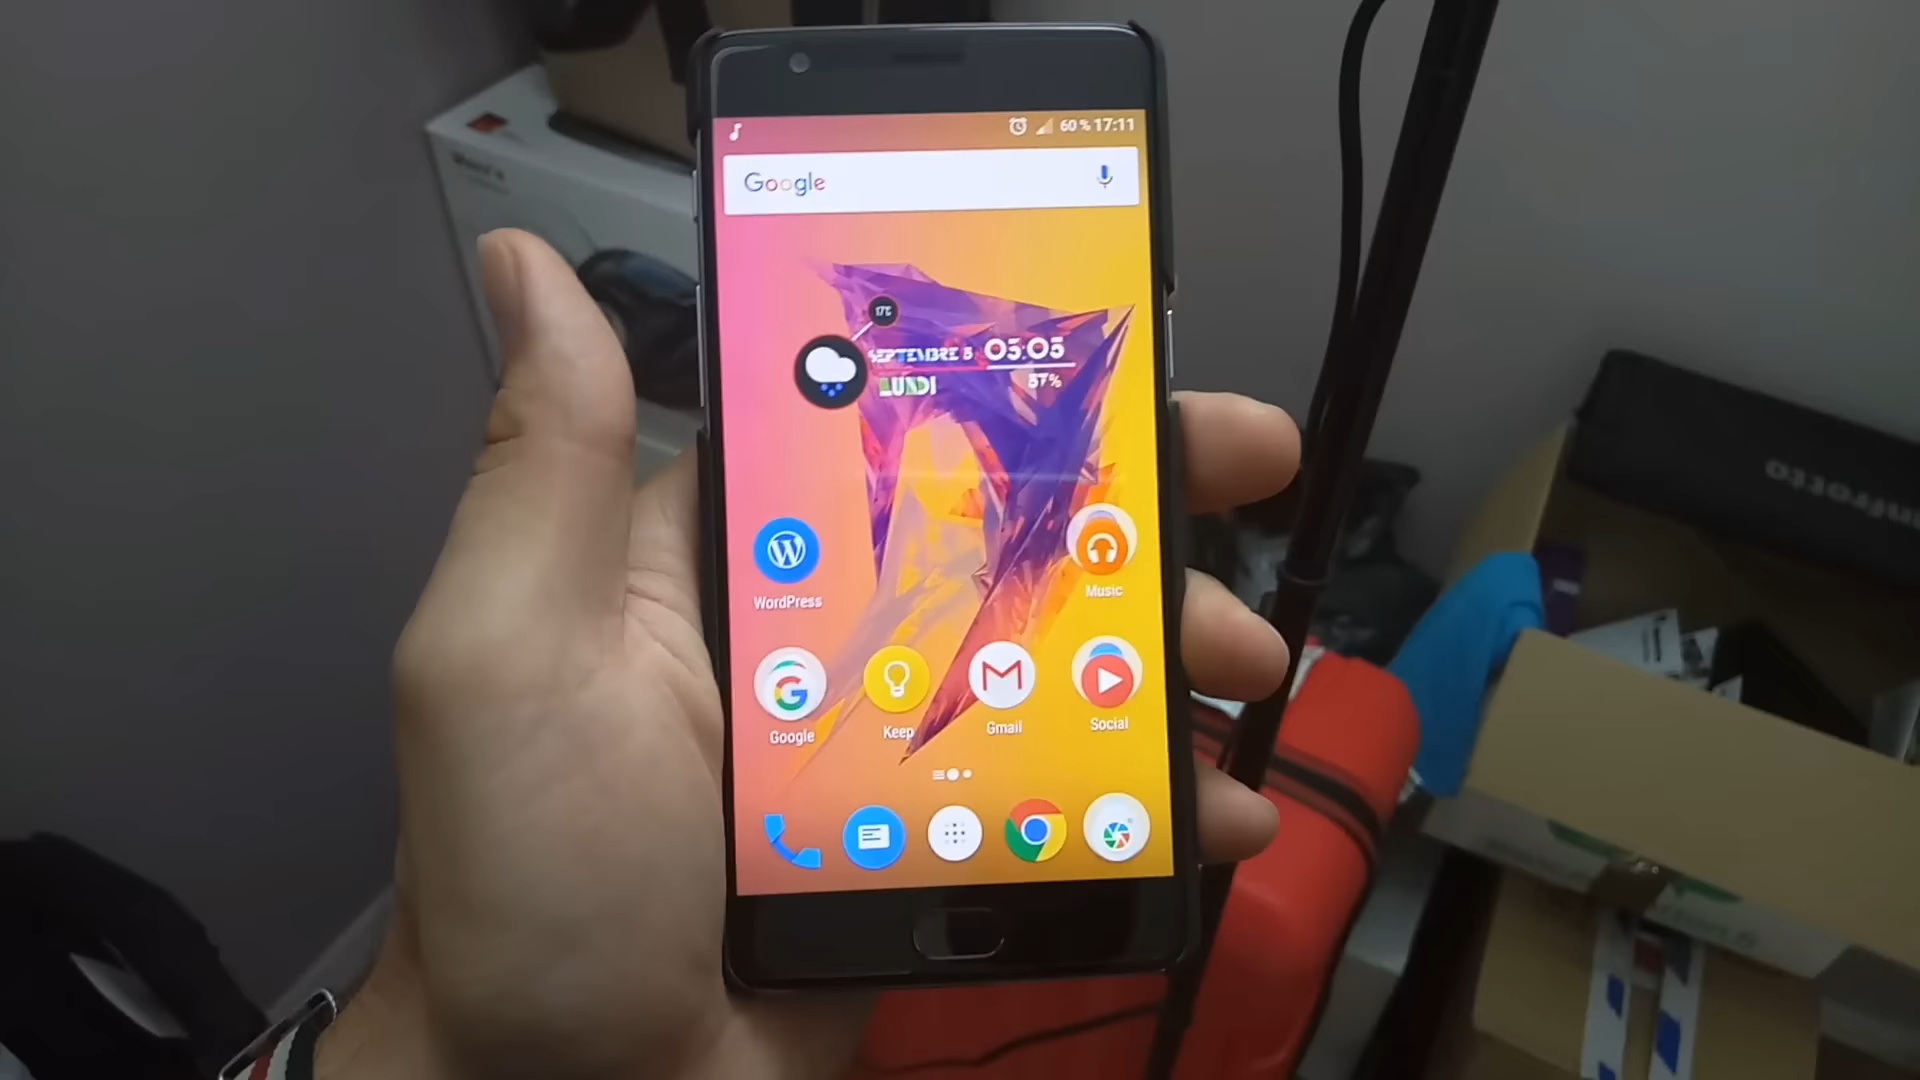 60 % 17:11
Google
17°C
SEPTEMBRE 5 05:05
LUNDI 57%
WordPress
Music
Google
Keep
Gmail
Social